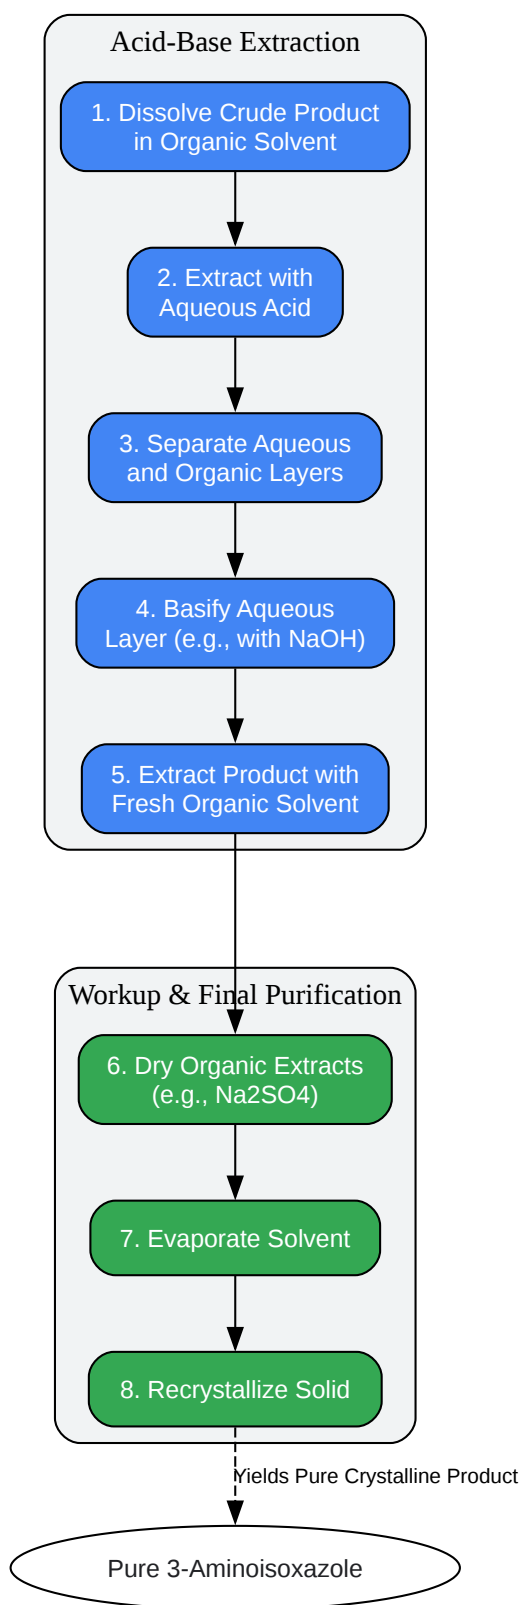 Acid-Base Extraction
1. Dissolve Crude Product
in Organic Solvent
2. Extract with
Aqueous Acid
3. Separate Aqueous
and Organic Layers
4. Basify Aqueous
Layer (e.g., with NaOH)
5. Extract Product with
Fresh Organic Solvent
Workup & Final Purification
6. Dry Organic Extracts
(e.g., Na2SO4)
7. Evaporate Solvent
8. Recrystallize Solid
Yields Pure Crystalline Product
Pure 3-Aminoisoxazole